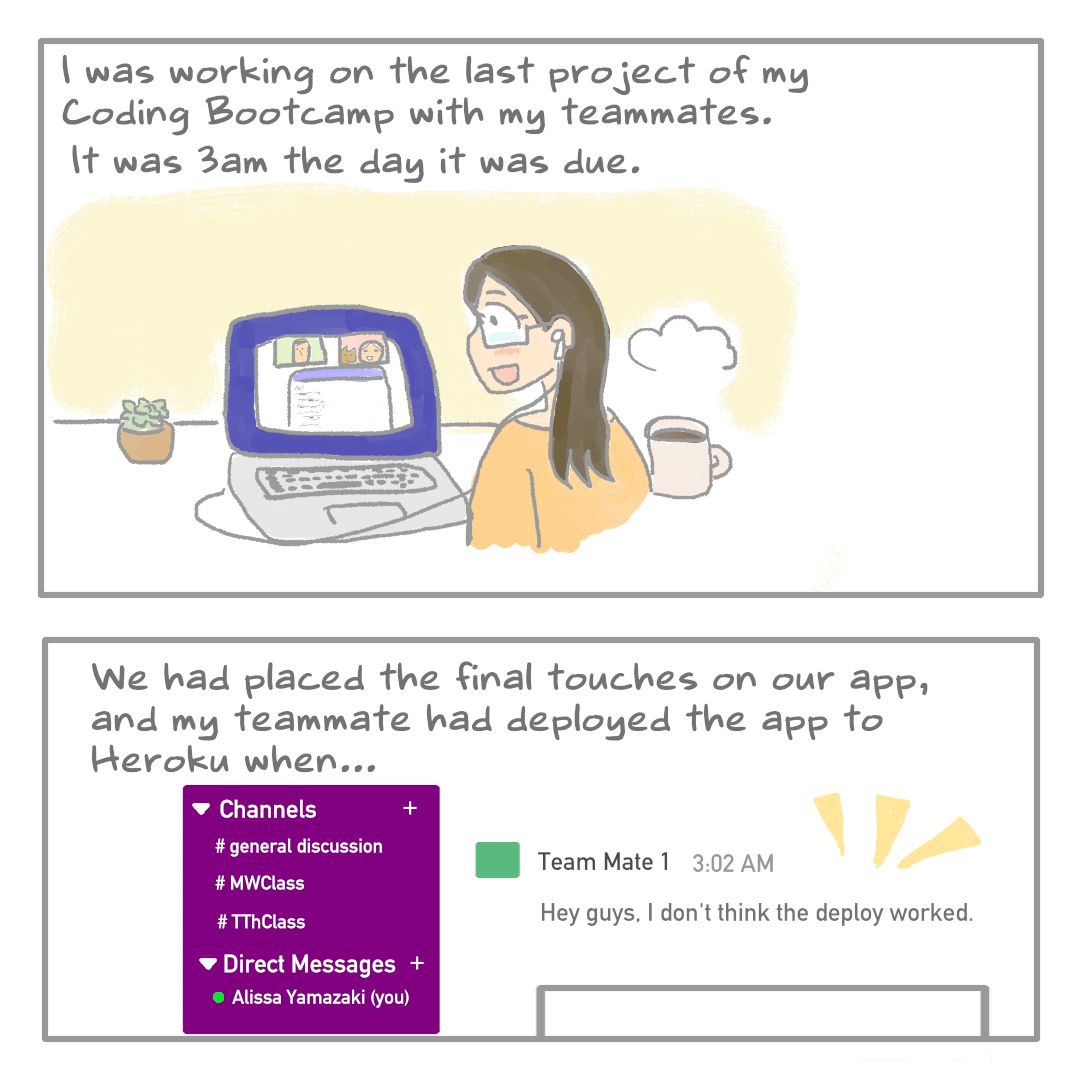 I was working on the last project of my
Coding Bootcamp with my teammates.
It was 3am the day it was due.
We had placed the final touches on our app,
and my teammate had deployed the app to
Heroku when...
Channels +
# general discussion
# MWClass
# TThClass
Direct Messages +
Alissa Yamazaki (you)
Team Mate 1 3:02 AM
Hey guys, I don't think the deploy worked.